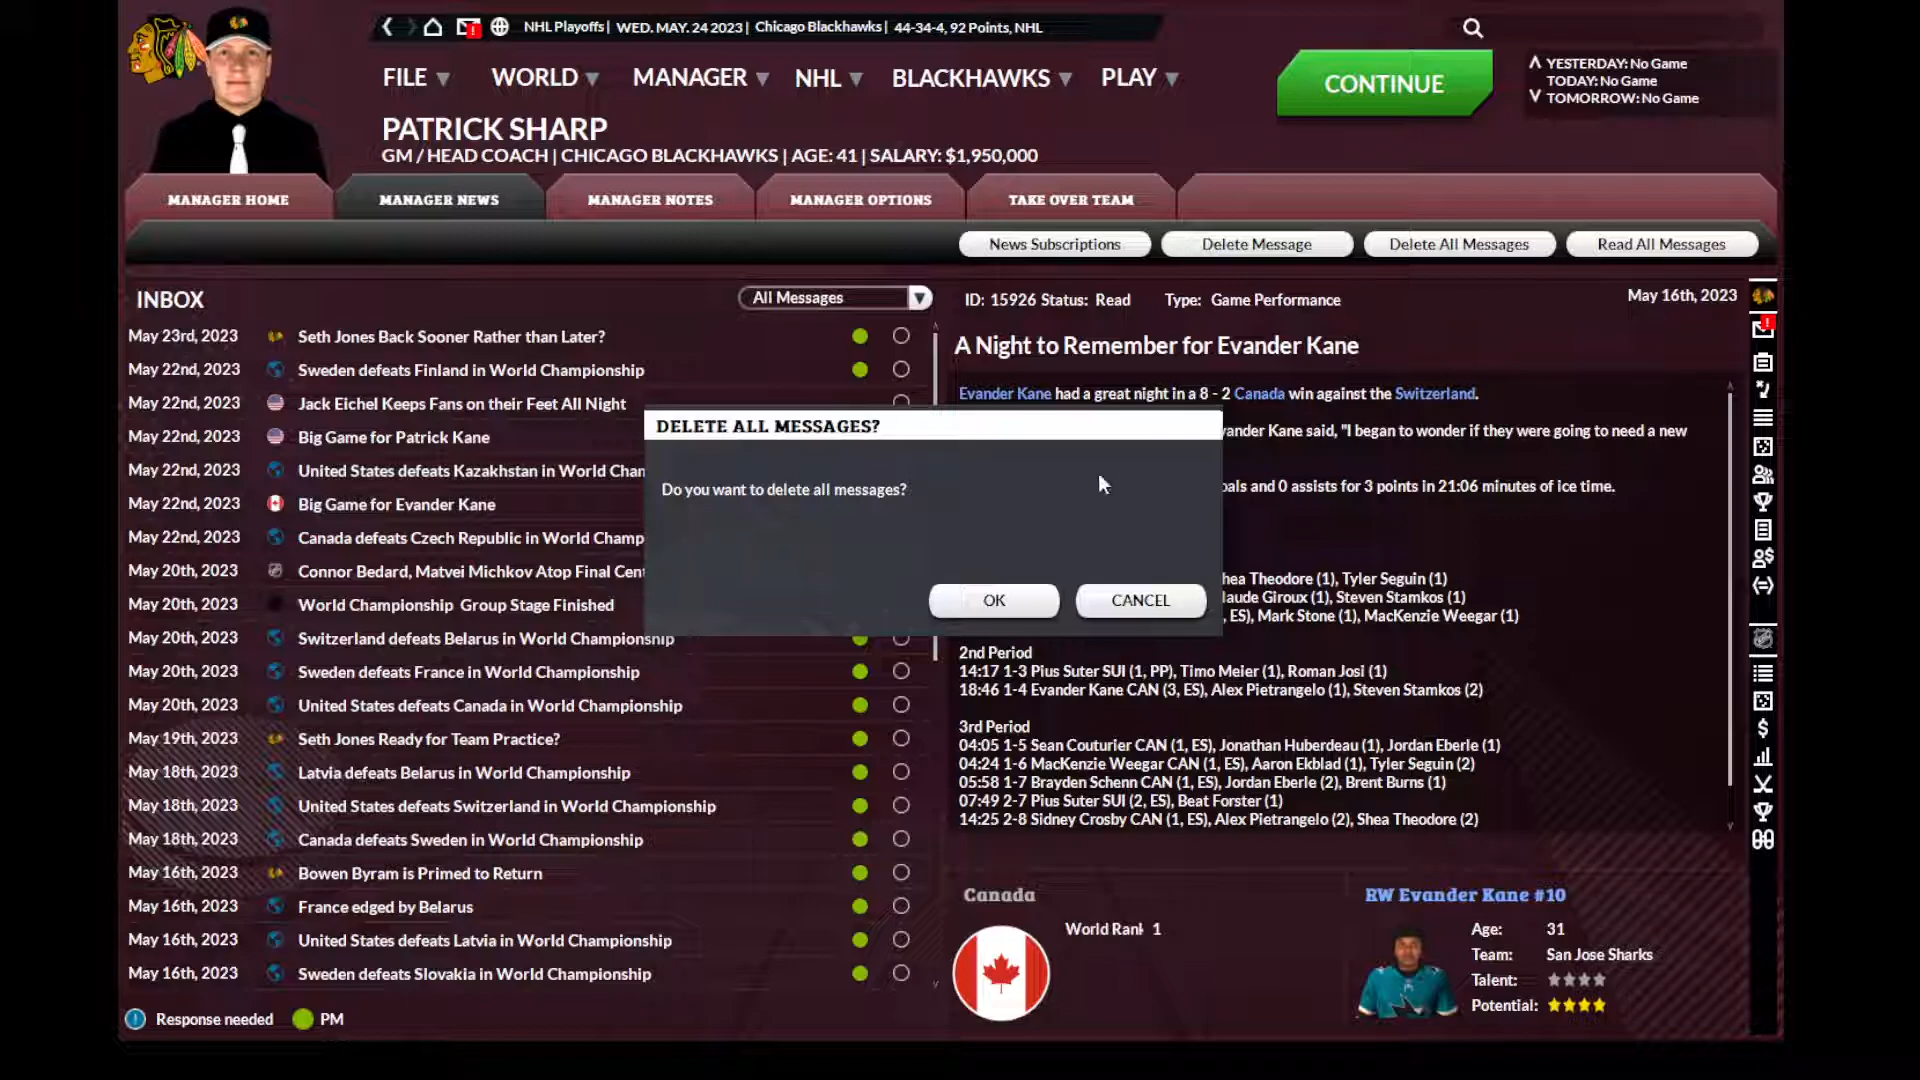 NHL Playoffs | WED. MAY. 24 2023 | Chicago Blackhawks | 44-34-4, 92 Points, NHL
FILE WORLD MANAGER NHL BLACKHAWKS PLAY
CONTINUE
YESTERDAY: No Game
TODAY: No Game
TOMORROW: No Game
PATRICK SHARP
GM / HEAD COACH | CHICAGO BLACKHAWKS | AGE: 41 | SALARY: $1,950,000
MANAGER HOME MANAGER NEWS MANAGER NOTES MANAGER OPTIONS TAKE OVER TEAM
News Subscriptions Delete Message Delete All Messages Read All Messages
INBOX
All Messages
May 23rd, 2023 Seth Jones Back Sooner Rather than Later?
May 22nd, 2023 Sweden defeats Finland in World Championship
May 22nd, 2023 Jack Eichel Keeps Fans on their Feet All Night
May 22nd, 2023 Big Game for Patrick Kane
May 22nd, 2023 United States defeats Kazakhstan in World Cham
May 22nd, 2023 Big Game for Evander Kane
May 22nd, 2023 Canada defeats Czech Republic in World Champ
May 20th, 2023 Connor Bedard, Matvei Michkov Atop Final Cent
May 20th, 2023 World Championship Group Stage Finished
May 20th, 2023 Switzerland defeats Belarus in World Championship
May 20th, 2023 Sweden defeats France in World Championship
May 20th, 2023 United States defeats Canada in World Championship
May 19th, 2023 Seth Jones Ready for Team Practice?
May 18th, 2023 Latvia defeats Belarus in World Championship
May 18th, 2023 United States defeats Switzerland in World Championship
May 18th, 2023 Canada defeats Sweden in World Championship
May 16th, 2023 Bowen Byram is Primed to Return
May 16th, 2023 France edged by Belarus
May 16th, 2023 United States defeats Latvia in World Championship
May 16th, 2023 Sweden defeats Slovakia in World Championship
Response needed PM
DELETE ALL MESSAGES?
Do you want to delete all messages?
OK CANCEL
ID: 15926 Status: Read Type: Game Performance May 16th, 2023
A Night to Remember for Evander Kane
Evander Kane had a great night in a 8 - 2 Canada win against the Switzerland.
vander Kane said, "I began to wonder if they were going to need a new
als and 0 assists for 3 points in 21:06 minutes of ice time.
hea Theodore (1), Tyler Seguin (1)
laude Giroux (1), Steven Stamkos (1)
, ES), Mark Stone (1), MacKenzie Weegar (1)
2nd Period
14:17 1-3 Pius Suter SUI (1, PP), Timo Meier (1), Roman Josi (1)
18:46 1-4 Evander Kane CAN (3, ES), Alex Pietrangelo (1), Steven Stamkos (2)
3rd Period
04:05 1-5 Sean Couturier CAN (1, ES), Jonathan Huberdeau (1), Jordan Eberle (1)
04:24 1-6 MacKenzie Weegar CAN (1, ES), Aaron Ekblad (1), Tyler Seguin (2)
05:58 1-7 Brayden Schenn CAN (1, ES), Jordan Eberle (2), Brent Burns (1)
07:49 2-7 Pius Suter SUI (2, ES), Beat Forster (1)
14:25 2-8 Sidney Crosby CAN (1, ES), Alex Pietrangelo (2), Shea Theodore (2)
Canada
World Rank 1
RW Evander Kane #10
Age: 31
Team: San Jose Sharks
Talent:
Potential: